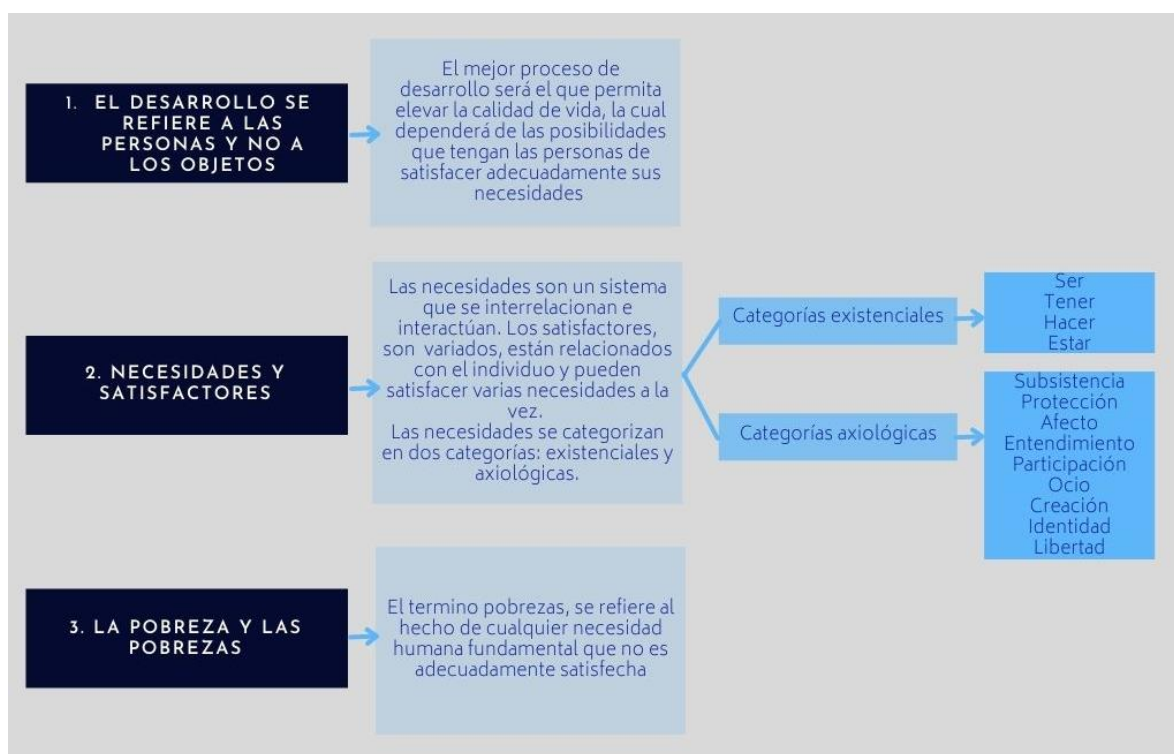 1. EL DESARROLLO SE
REFIERE A LAS
PERSONAS Y NO A
LOS OBJETOS
El mejor proceso de
desarrollo será el que permita
elevar la calidad de vida, la cual
dependerá de las posibilidades
que tengan las personas de
satisfacer adecuadamente sus
necesidades
2. NECESIDADES Y
SATISFACTORES
Las necesidades son un sistema
que se interrelacionan e
interactúan. Los satisfactores,
son variados, están relacionados
con el individuo y pueden
satisfacer varias necesidades a la
vez.
Las necesidades se categorizan
en dos categorías: existenciales y
axiológicas.
Categorías existenciales
Ser
Tener
Hacer
Estar
Categorías axiológicas
Subsistencia
Protección
Afecto
Entendimiento
Participación
Ocio
Creación
Identidad
Libertad
3. LA POBREZA Y LAS
POBREZAS
El termino pobrezas, se refiere al
hecho de cualquier necesidad
humana fundamental que no es
adecuadamente satisfecha